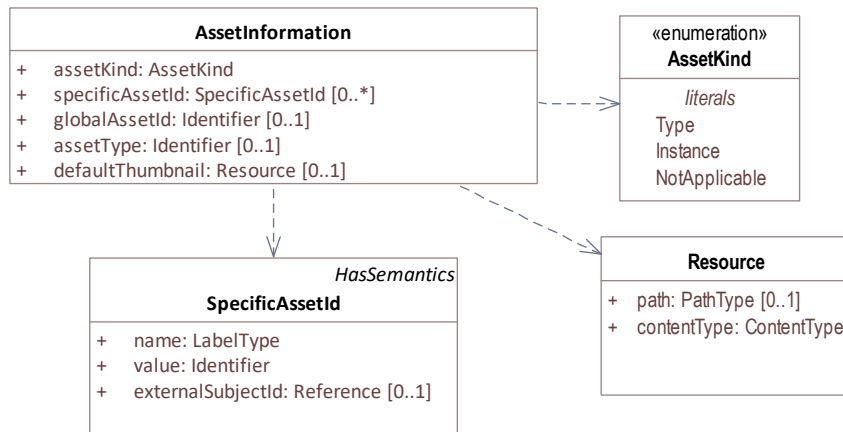 AssetInformation
+ assetKind: AssetKind
+ specificAssetId: SpecificAssetId [0..*]
+ globalAssetId: Identifier [0..1]
+ assetType: Identifier [0..1]
+ defaultThumbnail: Resource [0..1]
«enumeration»
AssetKind
literals
Type
Instance
NotApplicable
HasSemantics
SpecificAssetId
+ name: LabelType
+ value: Identifier
+ externalSubjectId: Reference [0..1]
Resource
+ path: PathType [0..1]
+ contentType: ContentType